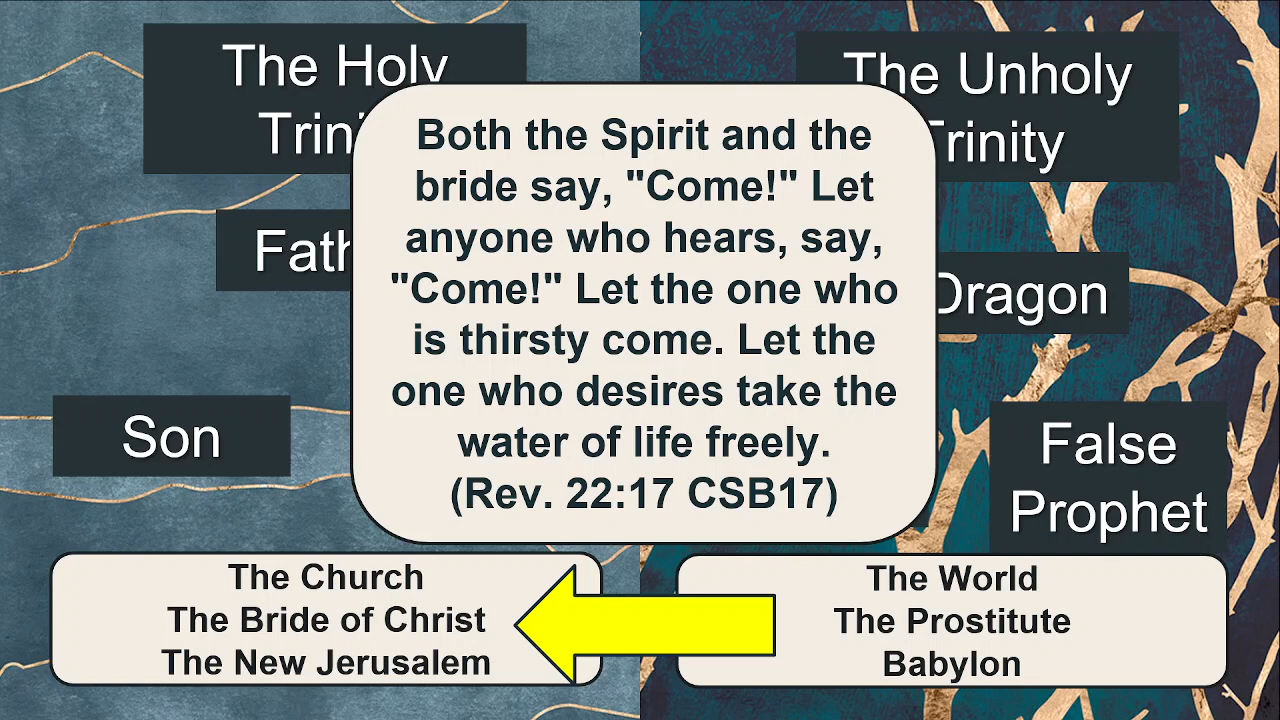 The Holy
The Unholy
Both the Spirit and the
bride say, "Come!" Let
anyone who hears, say,
"Come!" Let the one who
is thirsty come. Let the
one who desires take the
water of life freely.
(Rev. 22:17 CSB17)
Dragon
Son
False
Prophet
The Church
The Bride of Christ
The New Jerusalem
The World
The Prostitute
Babylon